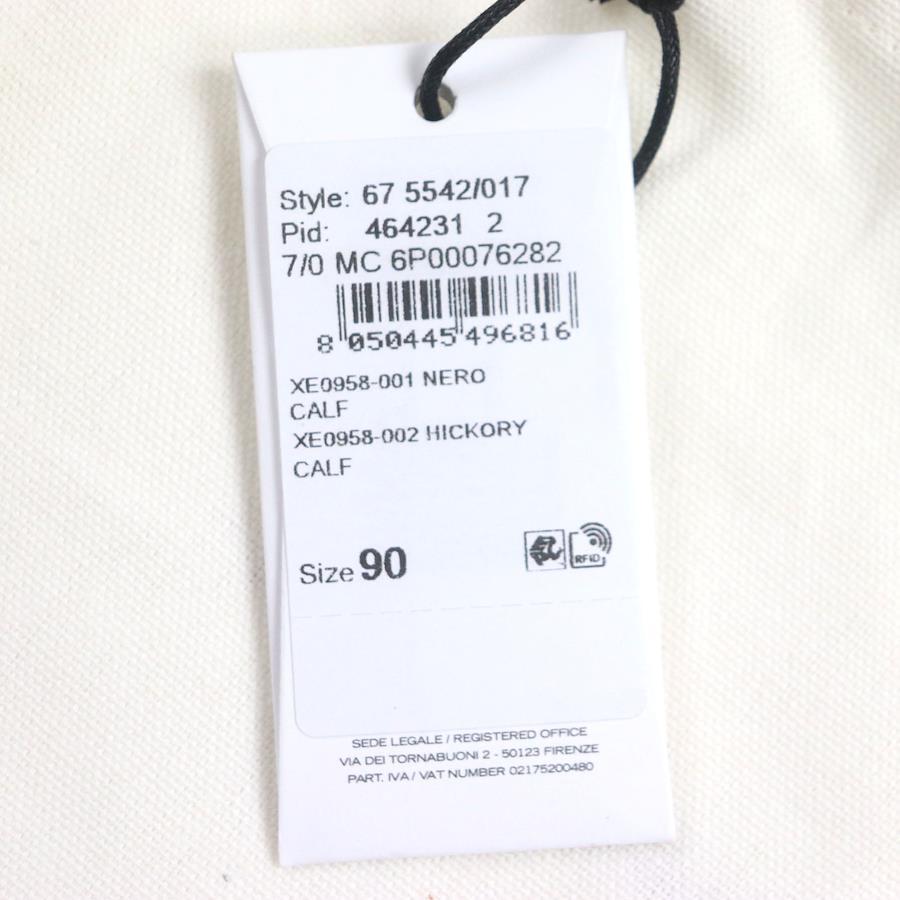 Style: 67 5542/017
Pid: 464231 2
7/0 MC 6P00076282
8 050445 496816
XE0958-001 NERO
CALF
XE0958-002 HICKORY
CALF
Size 90
RFID
SEDE LEGALE / REGISTERED OFFICE
VIA DEI TORNABUONI 2 - 50123 FIRENZE
PART. IVA / VAT NUMBER 02175200480